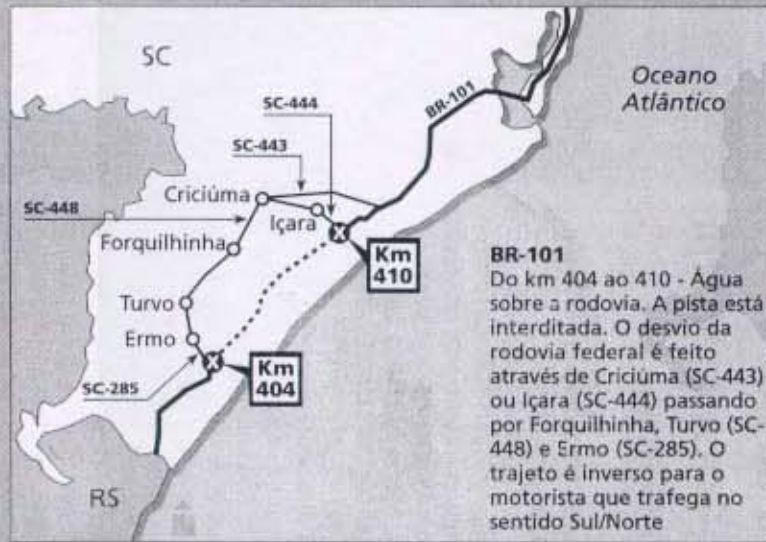 SC
Oceano
Atlântico
BR-101
SC-444
SC-443
Criciúma
SC-448
Içara
Forquilhinha
Km
410
Turvo
Ermo
Km
404
SC-285
RS
BR-101
Do km 404 ao 410 - Água
sobre a rodovia. A pista está
interditada. O desvio da
rodovia federal é feito
através de Criciúma (SC-443)
ou Içara (SC-444) passando
por Forquilhinha, Turvo (SC-
448) e Ermo (SC-285). O
trajeto é inverso para o
motorista que trafega no
sentido Sul/Norte